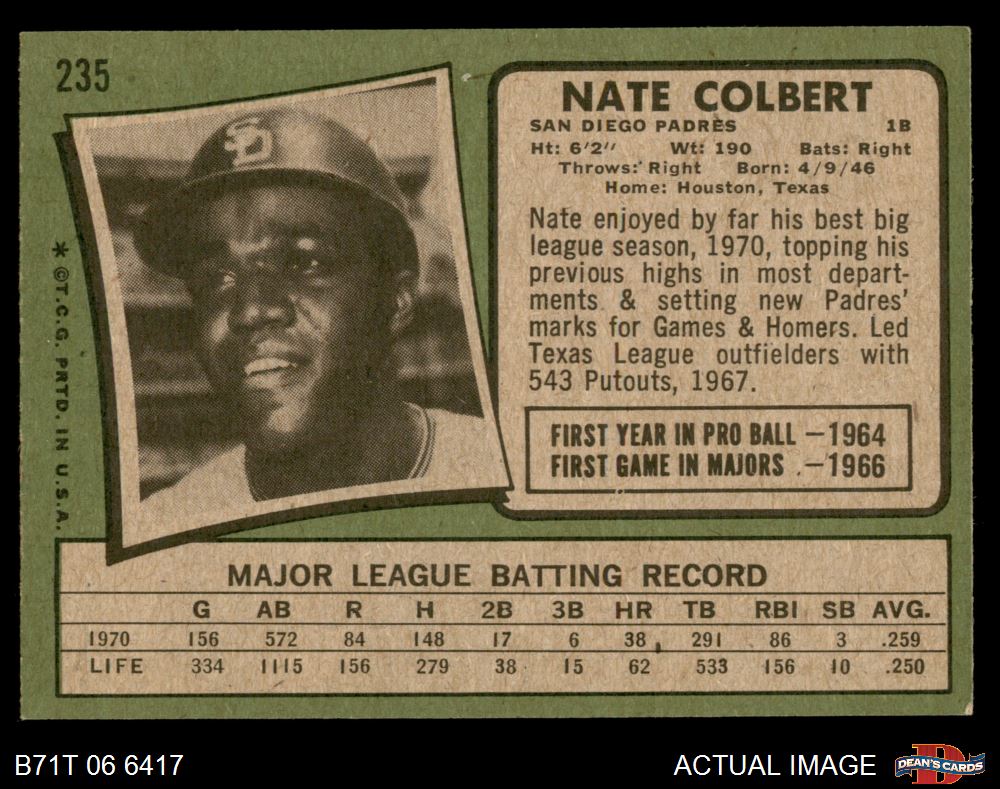 235
NATE COLBERT
SAN DIEGO PADRES 1B
Ht: 6'2" Wt: 190 Bats: Right
Throws: Right Born: 4/9/46
Home: Houston, Texas
Nate enjoyed by far his best big
league season, 1970, topping his
previous highs in most depart-
ments & setting new Padres'
marks for Games & Homers. Led
Texas League outfielders with
543 Putouts, 1967.
FIRST YEAR IN PRO BALL —1964
FIRST GAME IN MAJORS —1966
SD
* ©T.C.G. PRTD. IN U.S.A.
MAJOR LEAGUE BATTING RECORD
G AB R H 2B 3B HR TB RBI SB AVG.
1970 156 572 84 148 17 6 38 291 86 3 .259
LIFE 334 1115 156 279 38 15 62 533 156 10 .250
B71T 06 6417
ACTUAL IMAGE
D
DEAN'S CARDS